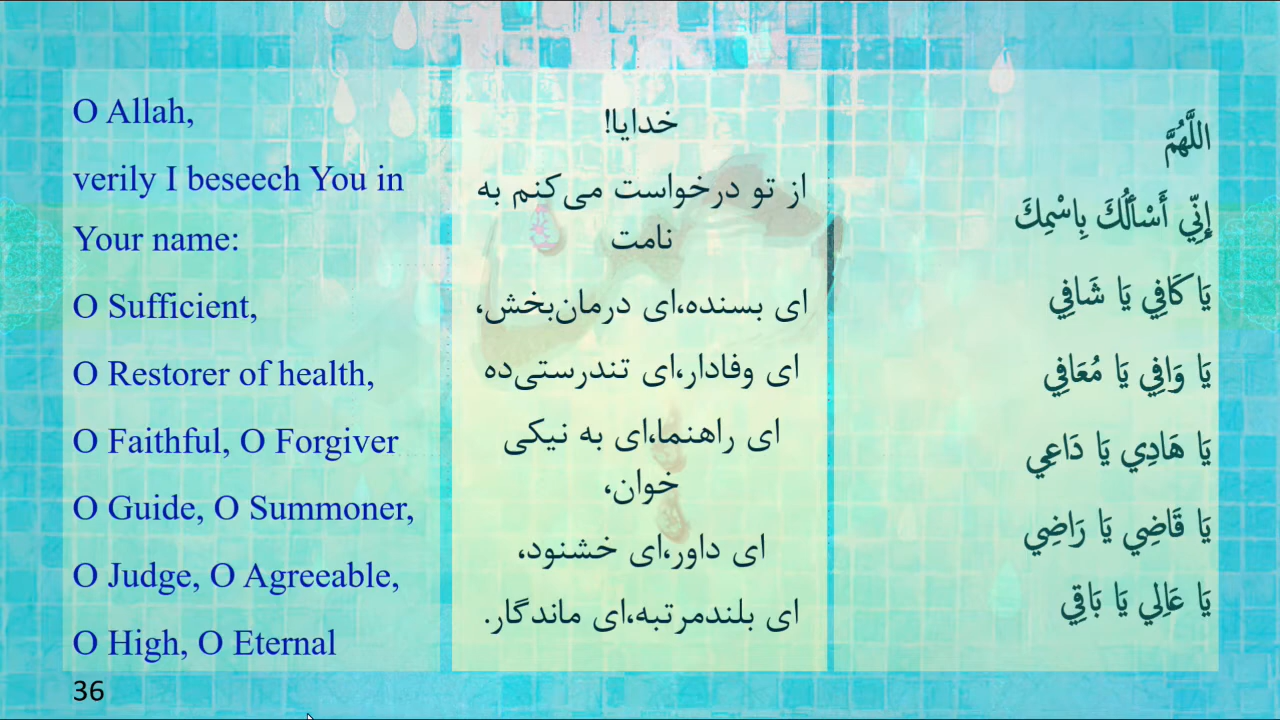 O Allah,
verily I beseech You in
Your name:
O Sufficient,
O Restorer of health,
O Faithful, O Forgiver
O Guide, O Summoner,
O Judge, O Agreeable,
O High, O Eternal
خدایا!
از تو درخواست می‌کنم به
نامت
ای بسنده،ای درمان‌بخش،
ای وفادار،ای تندرستی‌ده
ای راهنما،ای به نیکی
خوان،
ای داور،ای خشنود،
ای بلندمرتبه،ای ماندگار.
اللَّهُمَّ
إِنِّي أَسْأَلُكَ بِاسْمِكَ
يَا كَافِي يَا شَافِي
يَا وَافِي يَا مُعَافِي
يَا هَادِي يَا دَاعِي
يَا قَاضِي يَا رَاضِي
يَا عَالِي يَا بَاقِي
36